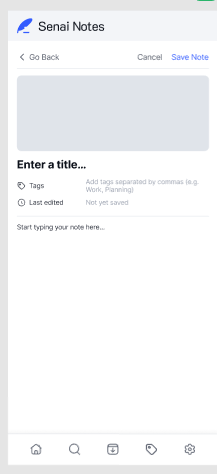 Senai Notes
Go Back
Cancel
Save Note
Enter a title...
Tags
Add tags separated by commas (e.g.
Work, Planning)
Last edited
Not yet saved
Start typing your note here...